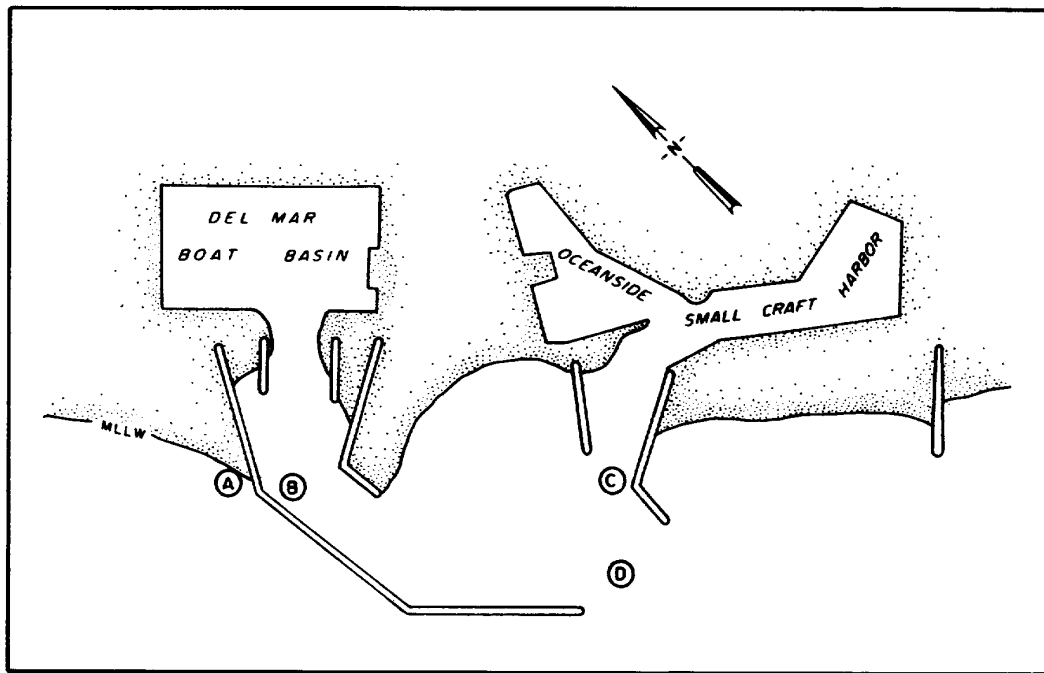 N
DEL MAR
BOAT BASIN
OCEANSIDE
SMALL CRAFT
HARBOR
MLLW
A
B
C
D